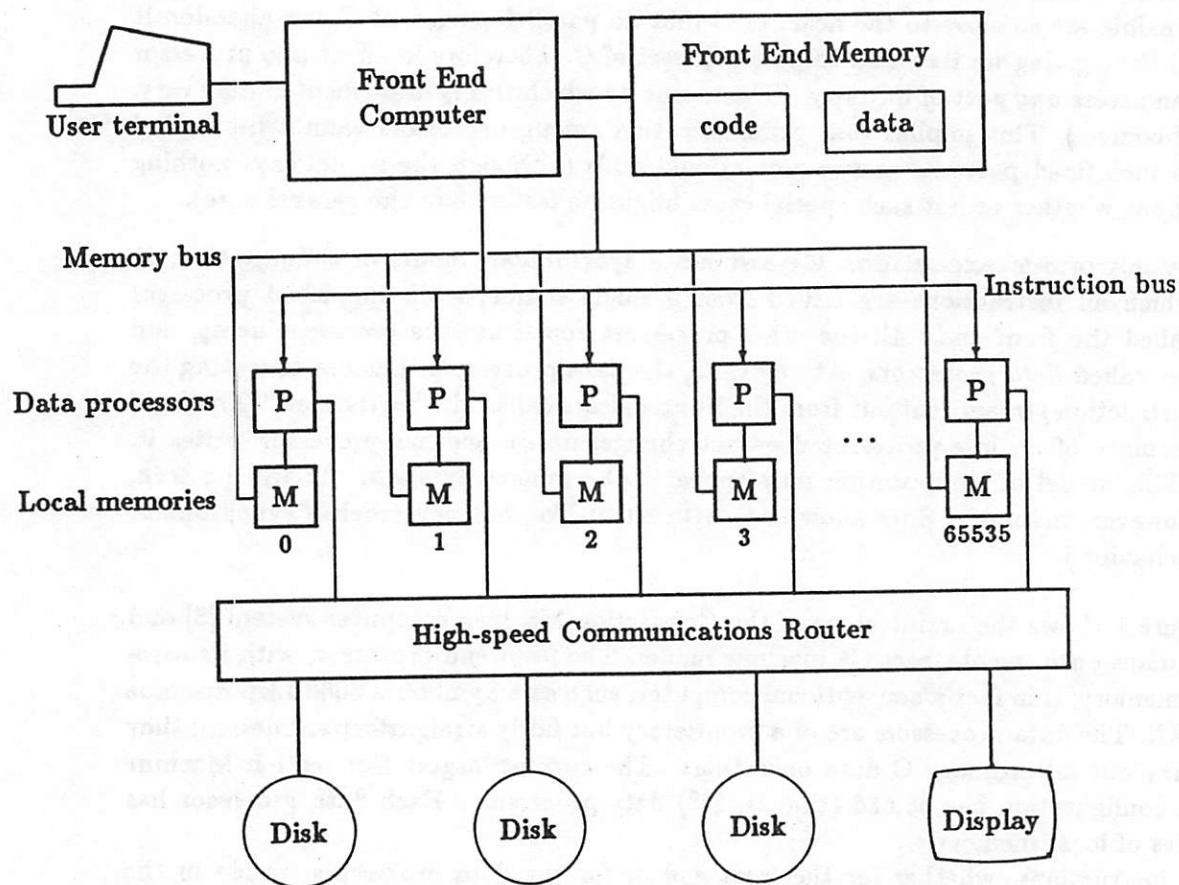 Front End
Computer
Front End Memory
code
data
User terminal
Memory bus
Instruction bus
Data processors
P
P
P
P
P
...
Local memories
M
M
M
M
M
0
1
2
3
65535
High-speed Communications Router
Disk
Disk
Disk
Display